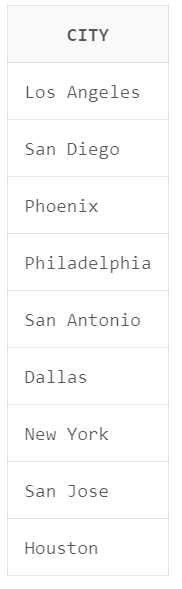 CITY
Los Angeles
San Diego
Phoenix
Philadelphia
San Antonio
Dallas
New York
San Jose
Houston